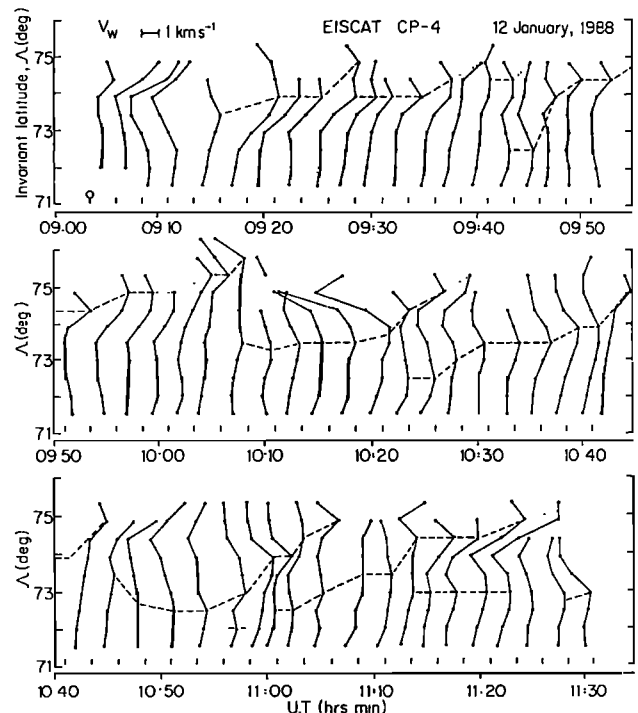 V_W ⊢⊣ 1 km s⁻¹ EISCAT CP-4 12 January, 1988
Invariant latitude, Λ(deg)
75
73
71
09:00 09:10 09:20 09:30 09:40 09:50
Λ(deg)
75
73
71
09:50 10:00 10:10 10:20 10:30 10:40
Λ(deg)
75
73
71
10:40 10:50 11:00 11:10 11:20 11:30
U.T (hrs min)